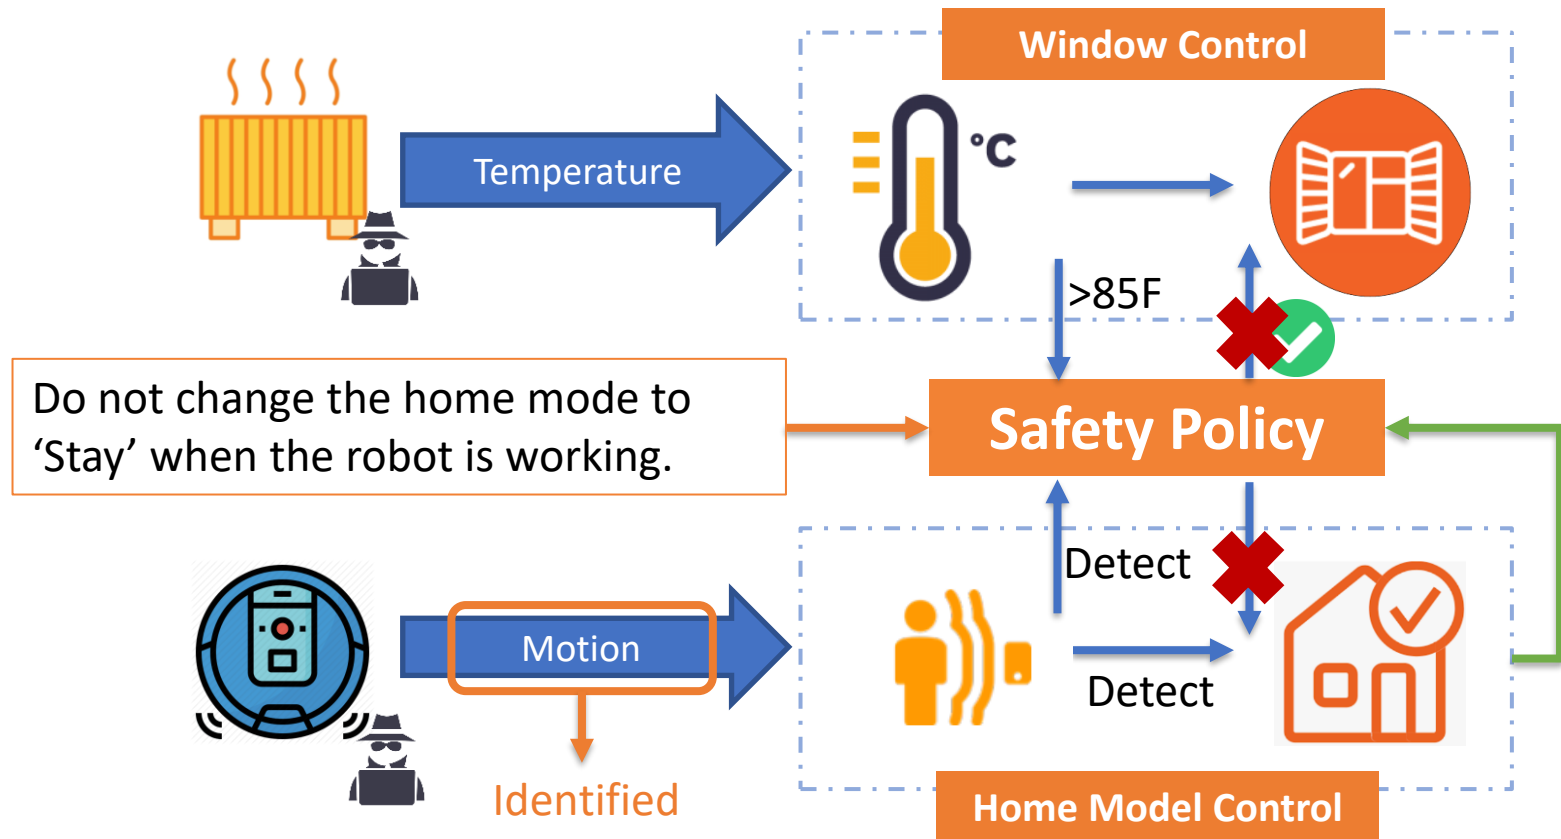 Window Control
Temperature
°C
>85F
Do not change the home mode to
‘Stay’ when the robot is working.
Safety Policy
Detect
Motion
Detect
Identified
Home Model Control